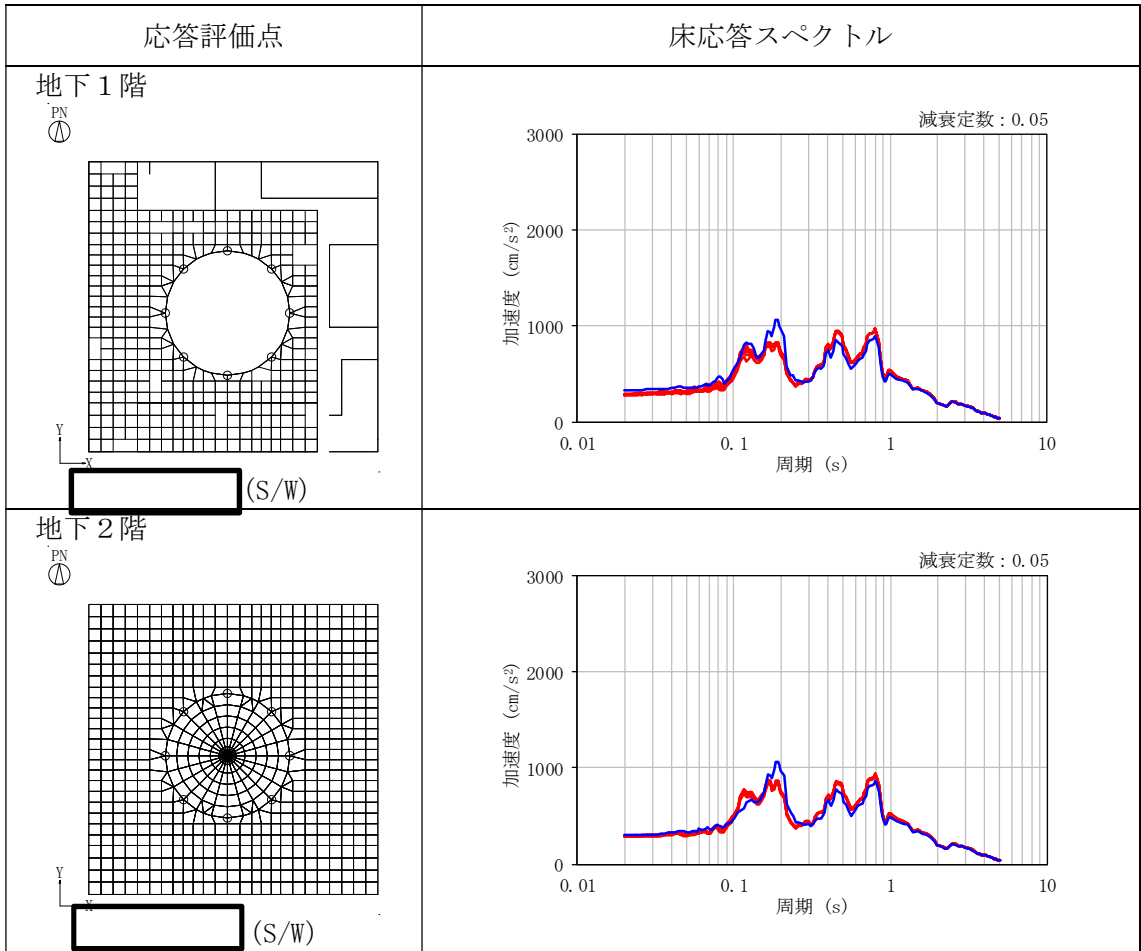 応答評価点
床応答スペクトル
地下1階
PN
Y
X
(S/W)
減衰定数:0.05
加速度 (cm/s²)
3000
2000
1000
0
0.01
0.1
1
10
周期 (s)
地下2階
PN
Y
X
(S/W)
減衰定数:0.05
加速度 (cm/s²)
3000
2000
1000
0
0.01
0.1
1
10
周期 (s)